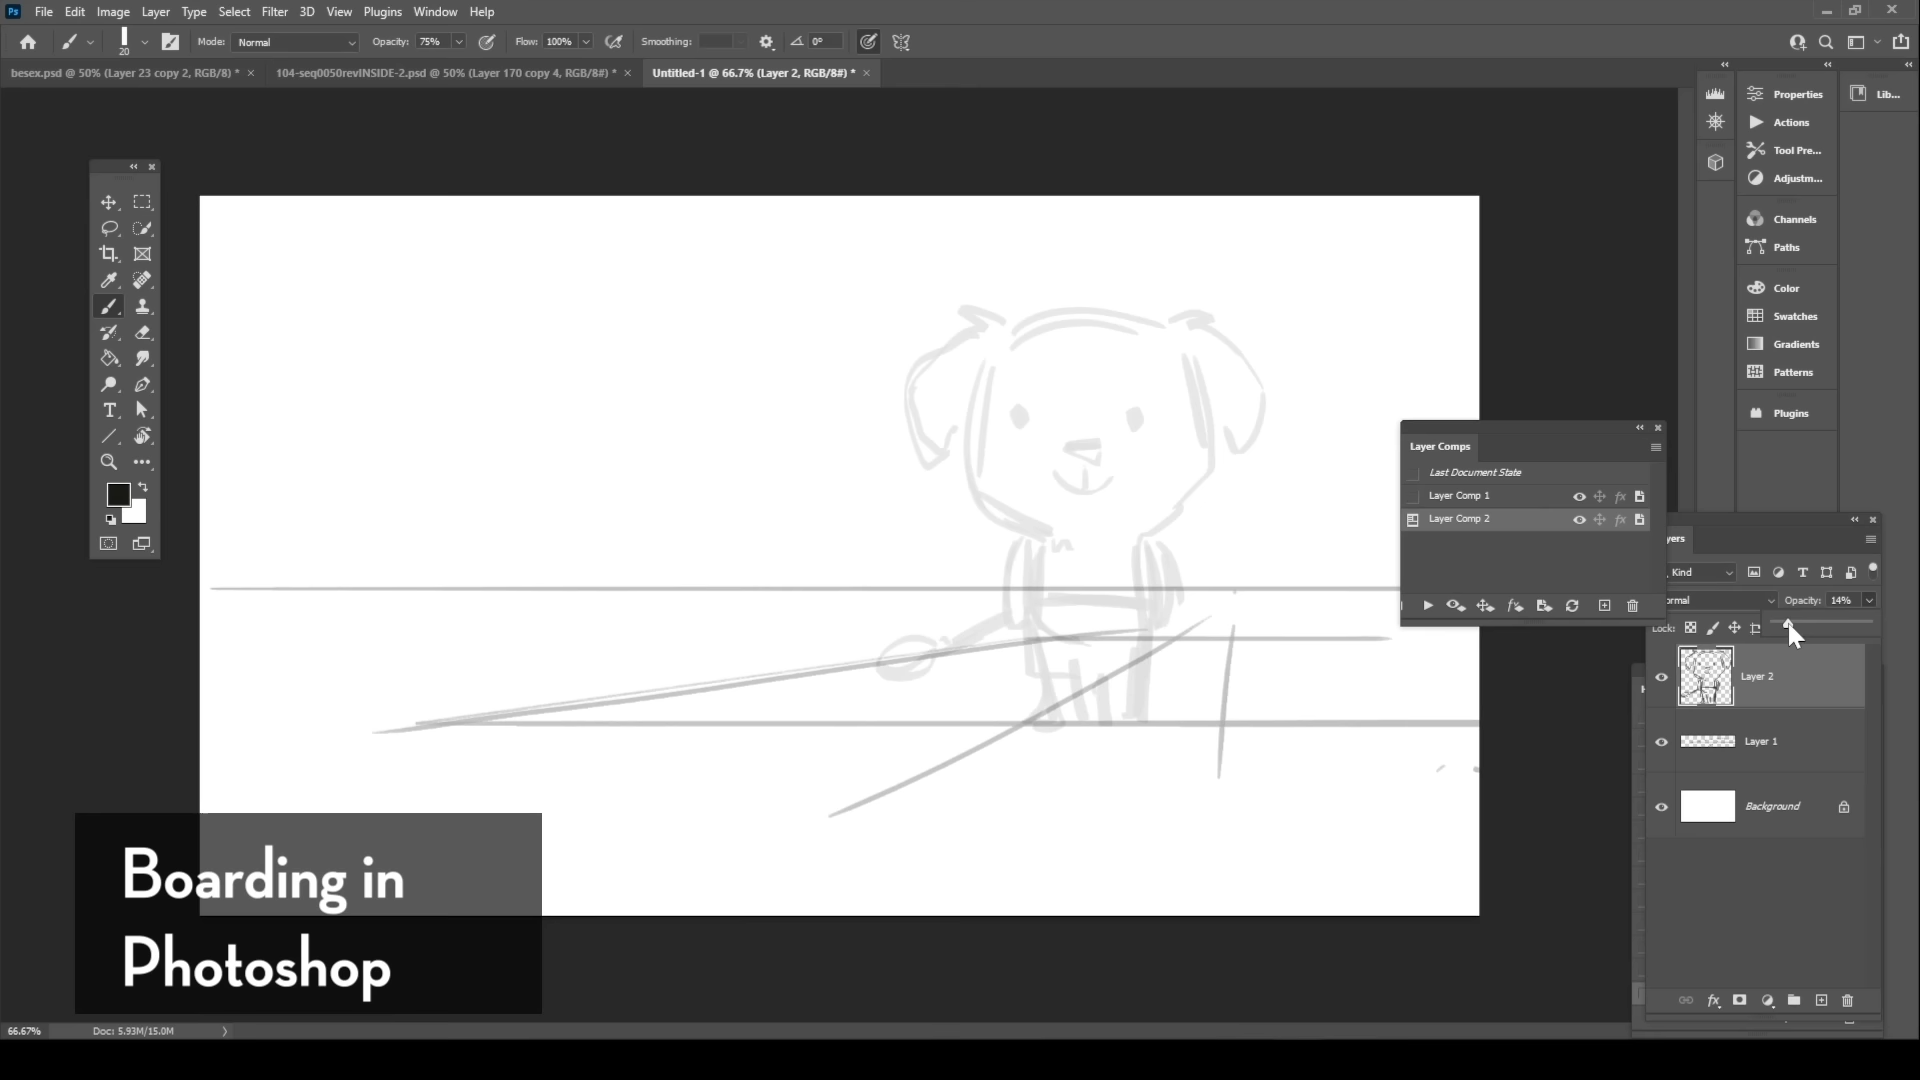 Ps File Edit Image Layer Type Select Filter 3D View Plugins Window Help
20 Mode: Normal Opacity: 75% Flow: 100% Smoothing: 0°
besex.psd @ 50% (Layer 23 copy 2, RGB/8) * 104-seq0050revINSIDE-2.psd @ 50% (Layer 170 copy 4, RGB/8#) * Untitled-1 @ 66.7% (Layer 2, RGB/8#) *
Properties
Lib...
Actions
Tool Pre...
Adjustm...
Channels
Paths
Color
Swatches
Gradients
Patterns
Plugins
Layer Comps
Last Document State
Layer Comp 1
Layer Comp 2
yers
Kind
rmal Opacity: 14%
Lock:
Layer 2
Layer 1
Background
Boarding in
Photoshop
66.67% Doc: 5.93M/15.0M